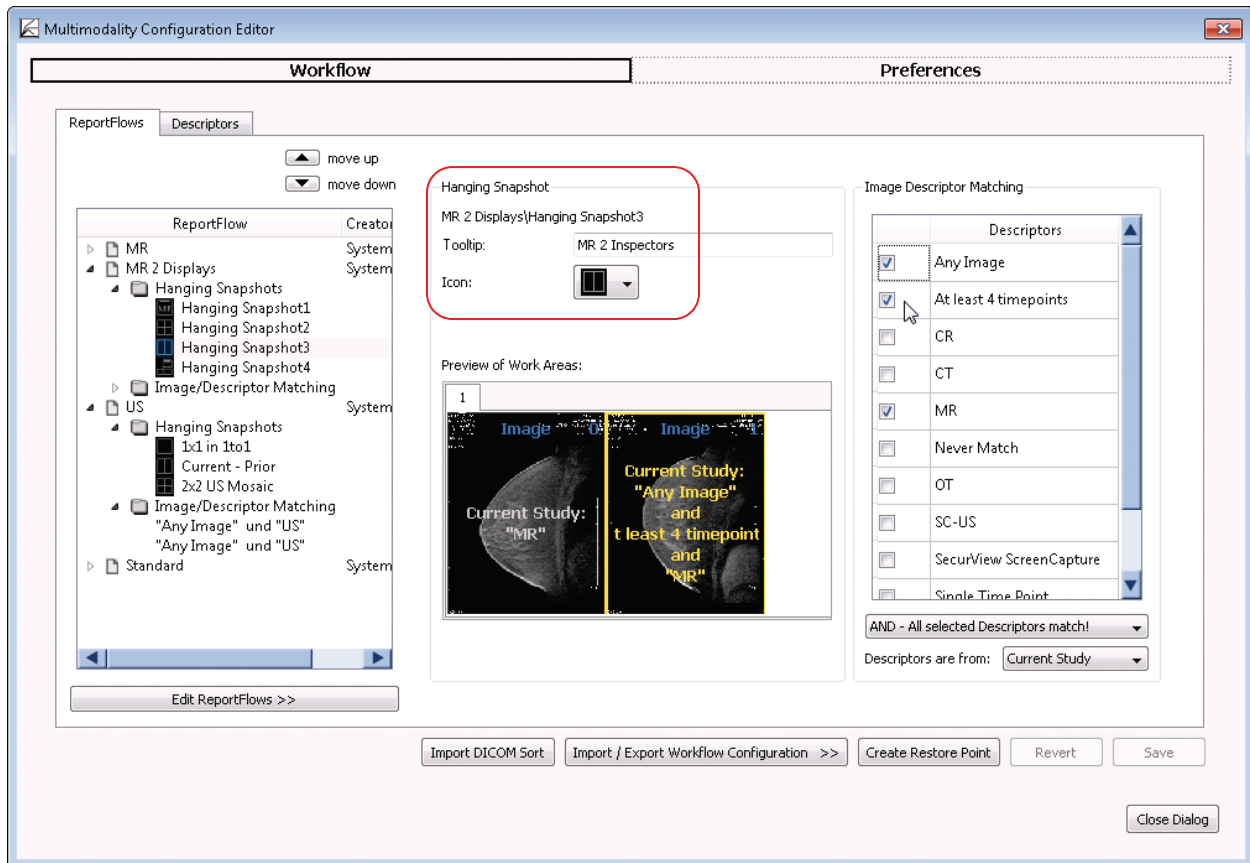 Multimodality Configuration Editor
Workflow
Preferences
ReportFlows
Descriptors
move up
move down
ReportFlow
Creator
MR
System
MR 2 Displays
System
Hanging Snapshots
Hanging Snapshot1
Hanging Snapshot2
Hanging Snapshot3
Hanging Snapshot4
Image/Descriptor Matching
US
System
Hanging Snapshots
1x1 in 1to1
Current - Prior
2x2 US Mosaic
Image/Descriptor Matching
"Any Image" und "US"
"Any Image" und "US"
Standard
System
Edit ReportFlows >>
Hanging Snapshot
MR 2 Displays\Hanging Snapshot3
Tooltip:
MR 2 Inspectors
Icon:
Preview of Work Areas:
1
Image 0
Current Study:
"MR"
Image 1
Current Study:
"Any Image"
and
t least 4 timepoint
and
"MR"
Image Descriptor Matching
Descriptors
Any Image
At least 4 timepoints
CR
CT
MR
Never Match
OT
SC-US
SecurView ScreenCapture
Single Time Point
AND - All selected Descriptors match!
Descriptors are from:
Current Study
Import DICOM Sort
Import / Export Workflow Configuration >>
Create Restore Point
Revert
Save
Close Dialog